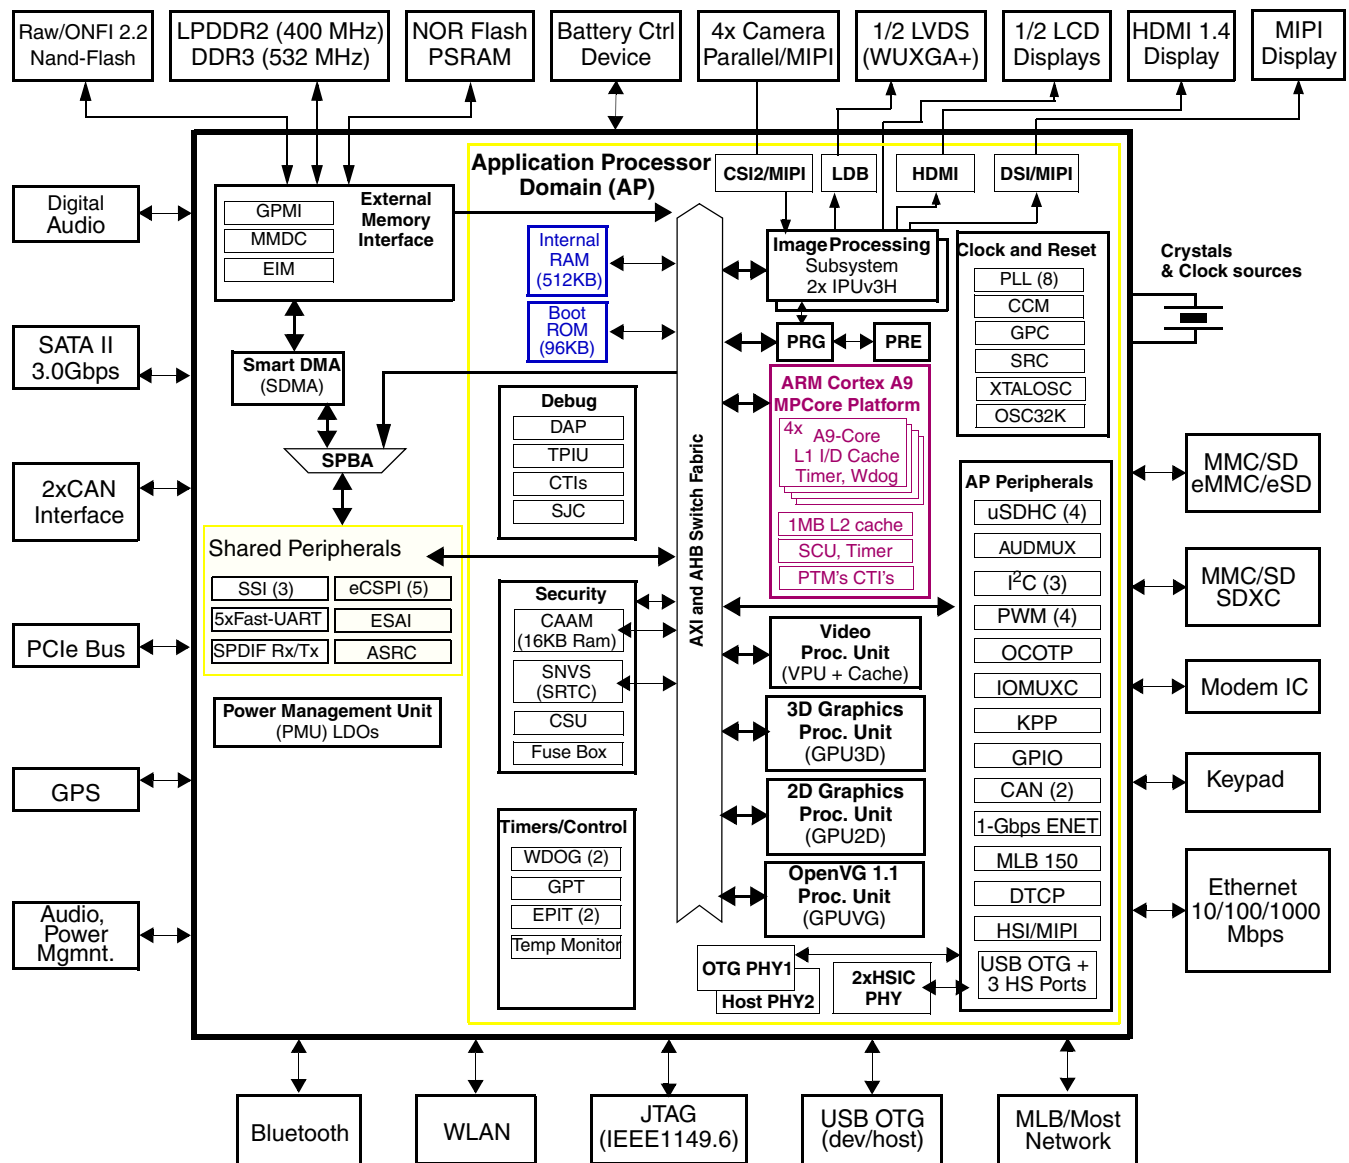 Raw/ONFI 2.2
Nand-Flash
LPDDR2 (400 MHz)
DDR3 (532 MHz)
NOR Flash
PSRAM
Battery Ctrl
Device
4x Camera
Parallel/MIPI
1/2 LVDS
(WUXGA+)
1/2 LCD
Displays
HDMI 1.4
Display
MIPI
Display
Digital
Audio
SATA II
3.0Gbps
2xCAN
Interface
PCIe Bus
GPS
Audio,
Power
Mgmnt.
External
Memory
Interface
GPMI
MMDC
EIM
Smart DMA
(SDMA)
SPBA
Shared Peripherals
SSI (3)
eCSPI (5)
5xFast-UART
ESAI
SPDIF Rx/Tx
ASRC
Power Management Unit
(PMU) LDOs
Application Processor
Domain (AP)
Internal
RAM
(512KB)
Boot
ROM
(96KB)
Debug
DAP
TPIU
CTIs
SJC
Security
CAAM
(16KB Ram)
SNVS
(SRTC)
CSU
Fuse Box
Timers/Control
WDOG (2)
GPT
EPIT (2)
Temp Monitor
AXI and AHB Switch Fabric
CSI2/MIPI
LDB
HDMI
DSI/MIPI
Image Processing
Subsystem
2x IPUv3H
PRG
PRE
ARM Cortex A9
MPCore Platform
4x
A9-Core
L1 I/D Cache
Timer, Wdog
1MB L2 cache
SCU, Timer
PTM's CTI's
Video
Proc. Unit
(VPU + Cache)
3D Graphics
Proc. Unit
(GPU3D)
2D Graphics
Proc. Unit
(GPU2D)
OpenVG 1.1
Proc. Unit
(GPUVG)
OTG PHY1
Host PHY2
2xHSIC
PHY
Clock and Reset
PLL (8)
CCM
GPC
SRC
XTALOSC
OSC32K
AP Peripherals
uSDHC (4)
AUDMUX
I²C (3)
PWM (4)
OCOTP
IOMUXC
KPP
GPIO
CAN (2)
1-Gbps ENET
MLB 150
DTCP
HSI/MIPI
USB OTG +
3 HS Ports
Crystals
& Clock sources
MMC/SD
eMMC/eSD
MMC/SD
SDXC
Modem IC
Keypad
Ethernet
10/100/1000
Mbps
Bluetooth
WLAN
JTAG
(IEEE1149.6)
USB OTG
(dev/host)
MLB/Most
Network